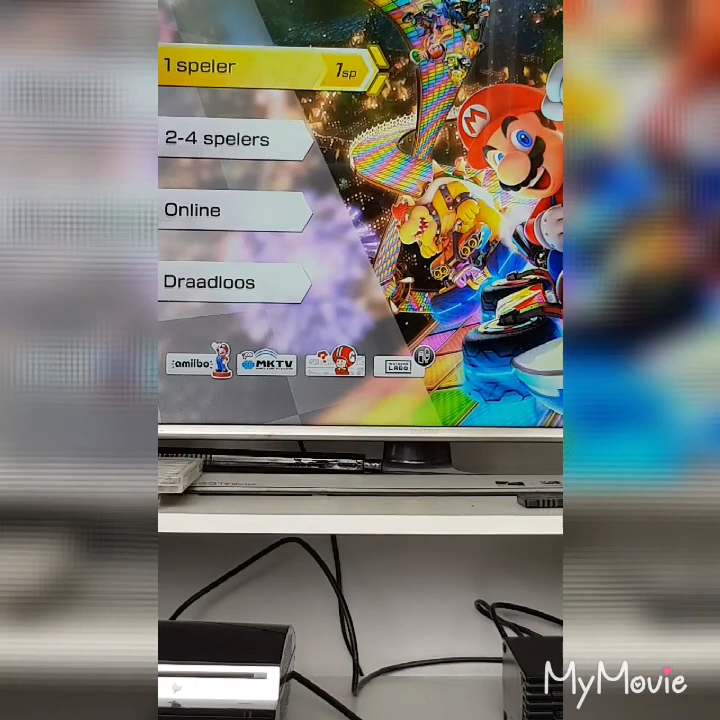 1 speler
1sp
2-4 spelers
Online
Draadloos
amiibo
MKTV
LABO
M
MyMovie